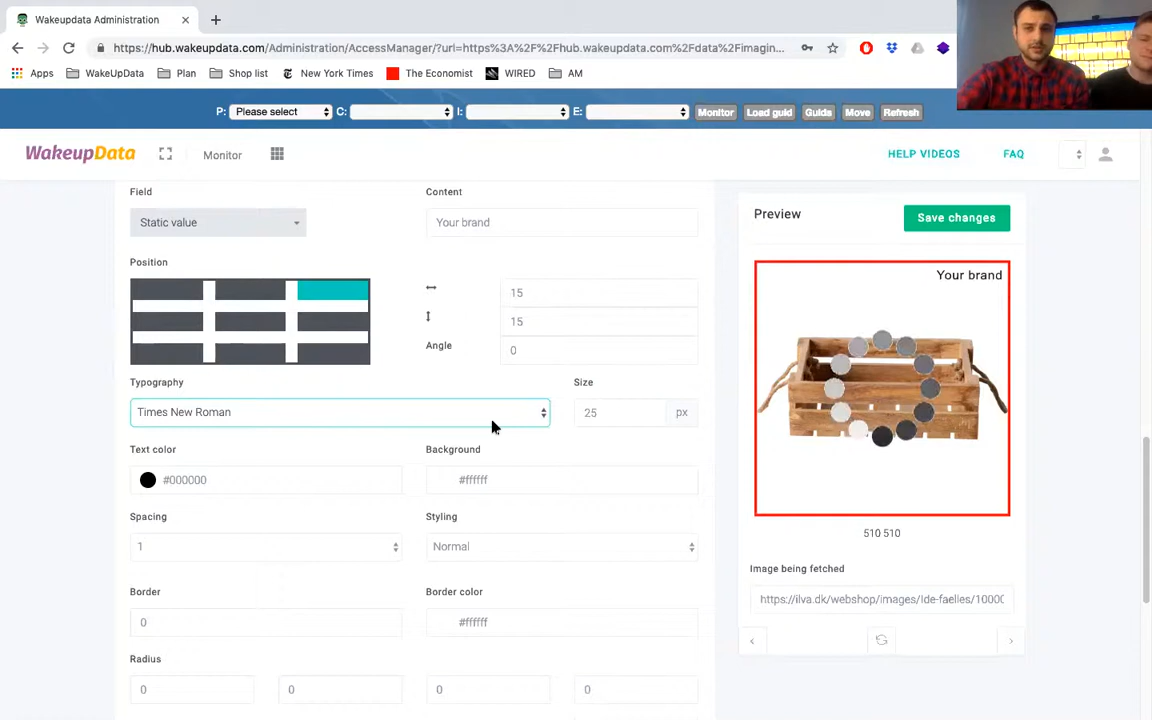 Wakeupdata Administration
https://hub.wakeupdata.com/Administration/AccessManager/?url=https%3A%2F%2Fhub.wakeupdata.com%2Fdata%2Fimagin...
Apps WakeUpData Plan Shop list New York Times The Economist WIRED AM
P: Please select C: I: E: Monitor Load guid Guids Move Refresh
WakeupData Monitor HELP VIDEOS FAQ
Field Content
Static value Your brand
Position
15
15
Angle 0
Typography Size
Times New Roman 25 px
Text color Background
#000000 #ffffff
Spacing Styling
1 Normal
Border Border color
0 #ffffff
Radius
0 0 0 0
Preview Save changes
Your brand
510 510
Image being fetched
https://ilva.dk/webshop/images/Ide-faelles/1000